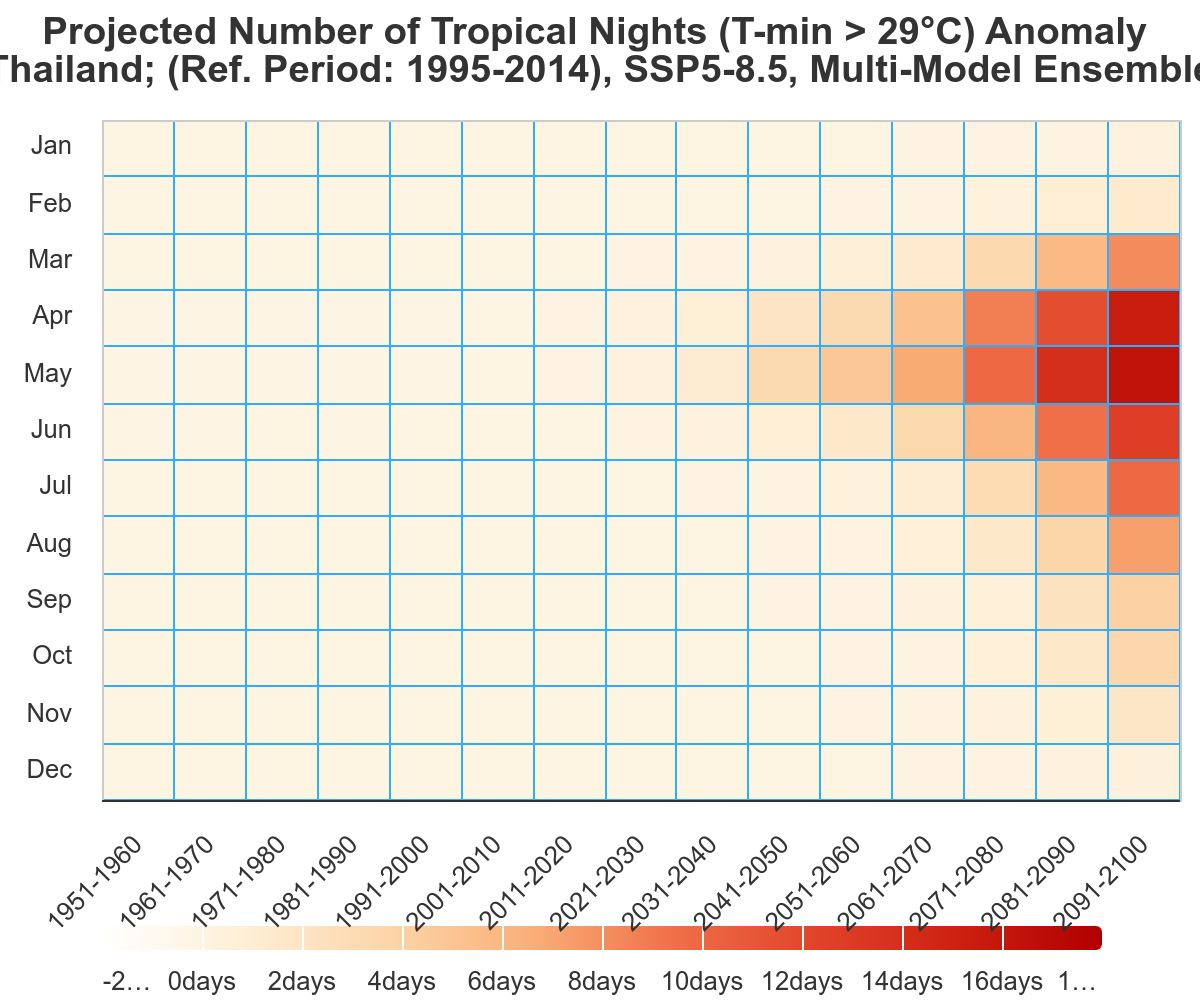 Projected Number of Tropical Nights (T-min > 29°C) Anomaly
Thailand; (Ref. Period: 1995-2014), SSP5-8.5, Multi-Model Ensemble
Jan
Feb
Mar
Apr
May
Jun
Jul
Aug
Sep
Oct
Nov
Dec
1951-1960
1961-1970
1971-1980
1981-1990
1991-2000
2001-2010
2011-2020
2021-2030
2031-2040
2041-2050
2051-2060
2061-2070
2071-2080
2081-2090
2091-2100
-2… 0days 2days 4days 6days 8days 10days 12days 14days 16days 1…